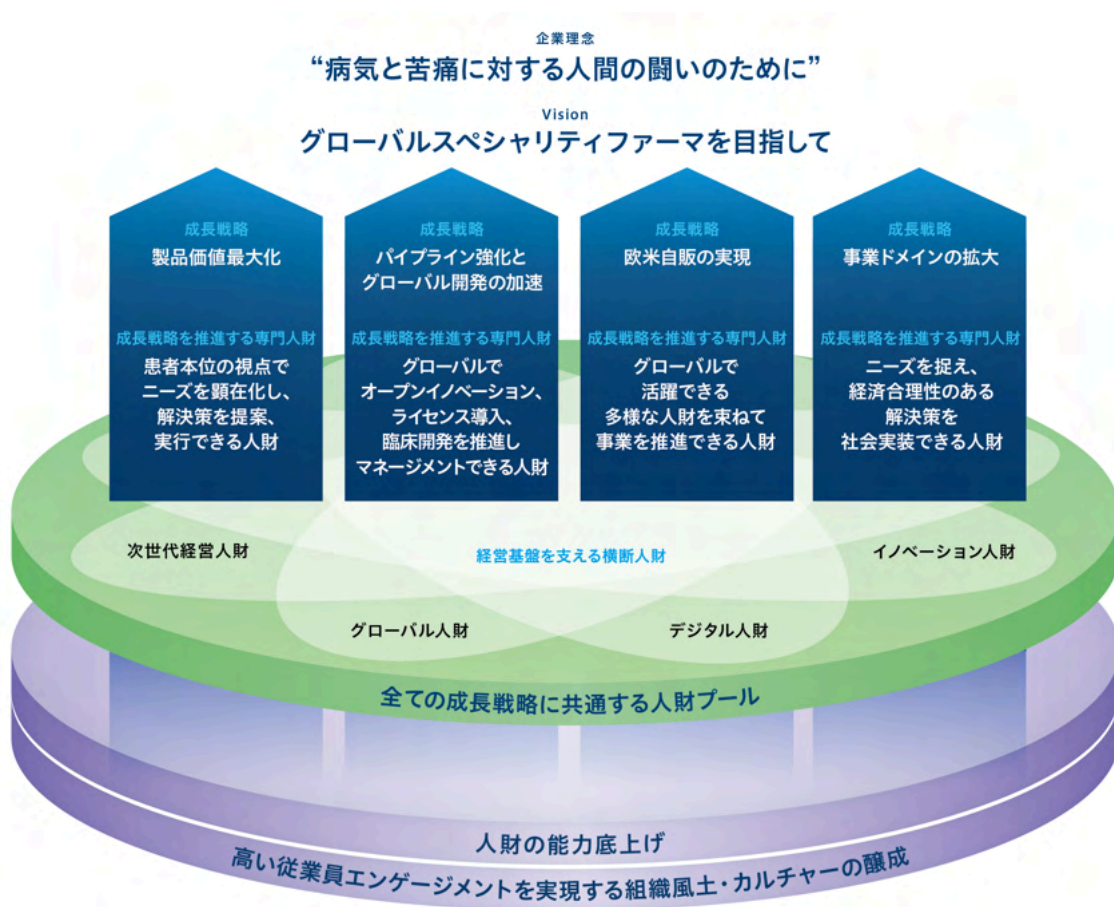 企業理念
“病気と苦痛に対する人間の闘いのために”
Vision
グローバルスペシャリティファーマを目指して
成長戦略
製品価値最大化
成長戦略を推進する専門人財
患者本位の視点で
ニーズを顕在化し、
解決策を提案、
実行できる人財
成長戦略
パイプライン強化と
グローバル開発の加速
成長戦略を推進する専門人財
グローバルで
オープンイノベーション、
ライセンス導入、
臨床開発を推進し
マネージメントできる人財
成長戦略
欧米自販の実現
成長戦略を推進する専門人財
グローバルで
活躍できる
多様な人財を束ねて
事業を推進できる人財
成長戦略
事業ドメインの拡大
成長戦略を推進する専門人財
ニーズを捉え、
経済合理性のある
解決策を
社会実装できる人財
次世代経営人財
経営基盤を支える横断人財
イノベーション人財
グローバル人財
デジタル人財
全ての成長戦略に共通する人財プール
人財の能力底上げ
高い従業員エンゲージメントを実現する組織風土・カルチャーの醸成